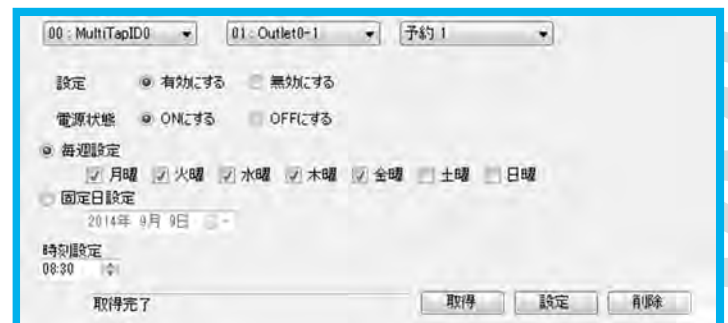 00 : MultiTapID0 01 : Outlet0-1 予約 1
設定 有効にする 無効にする
電源状態 ONにする OFFにする
毎週設定
月曜 火曜 水曜 木曜 金曜 土曜 日曜
固定日設定
2014年 9月 9日
時刻設定
08:30
取得完了 取得 設定 削除